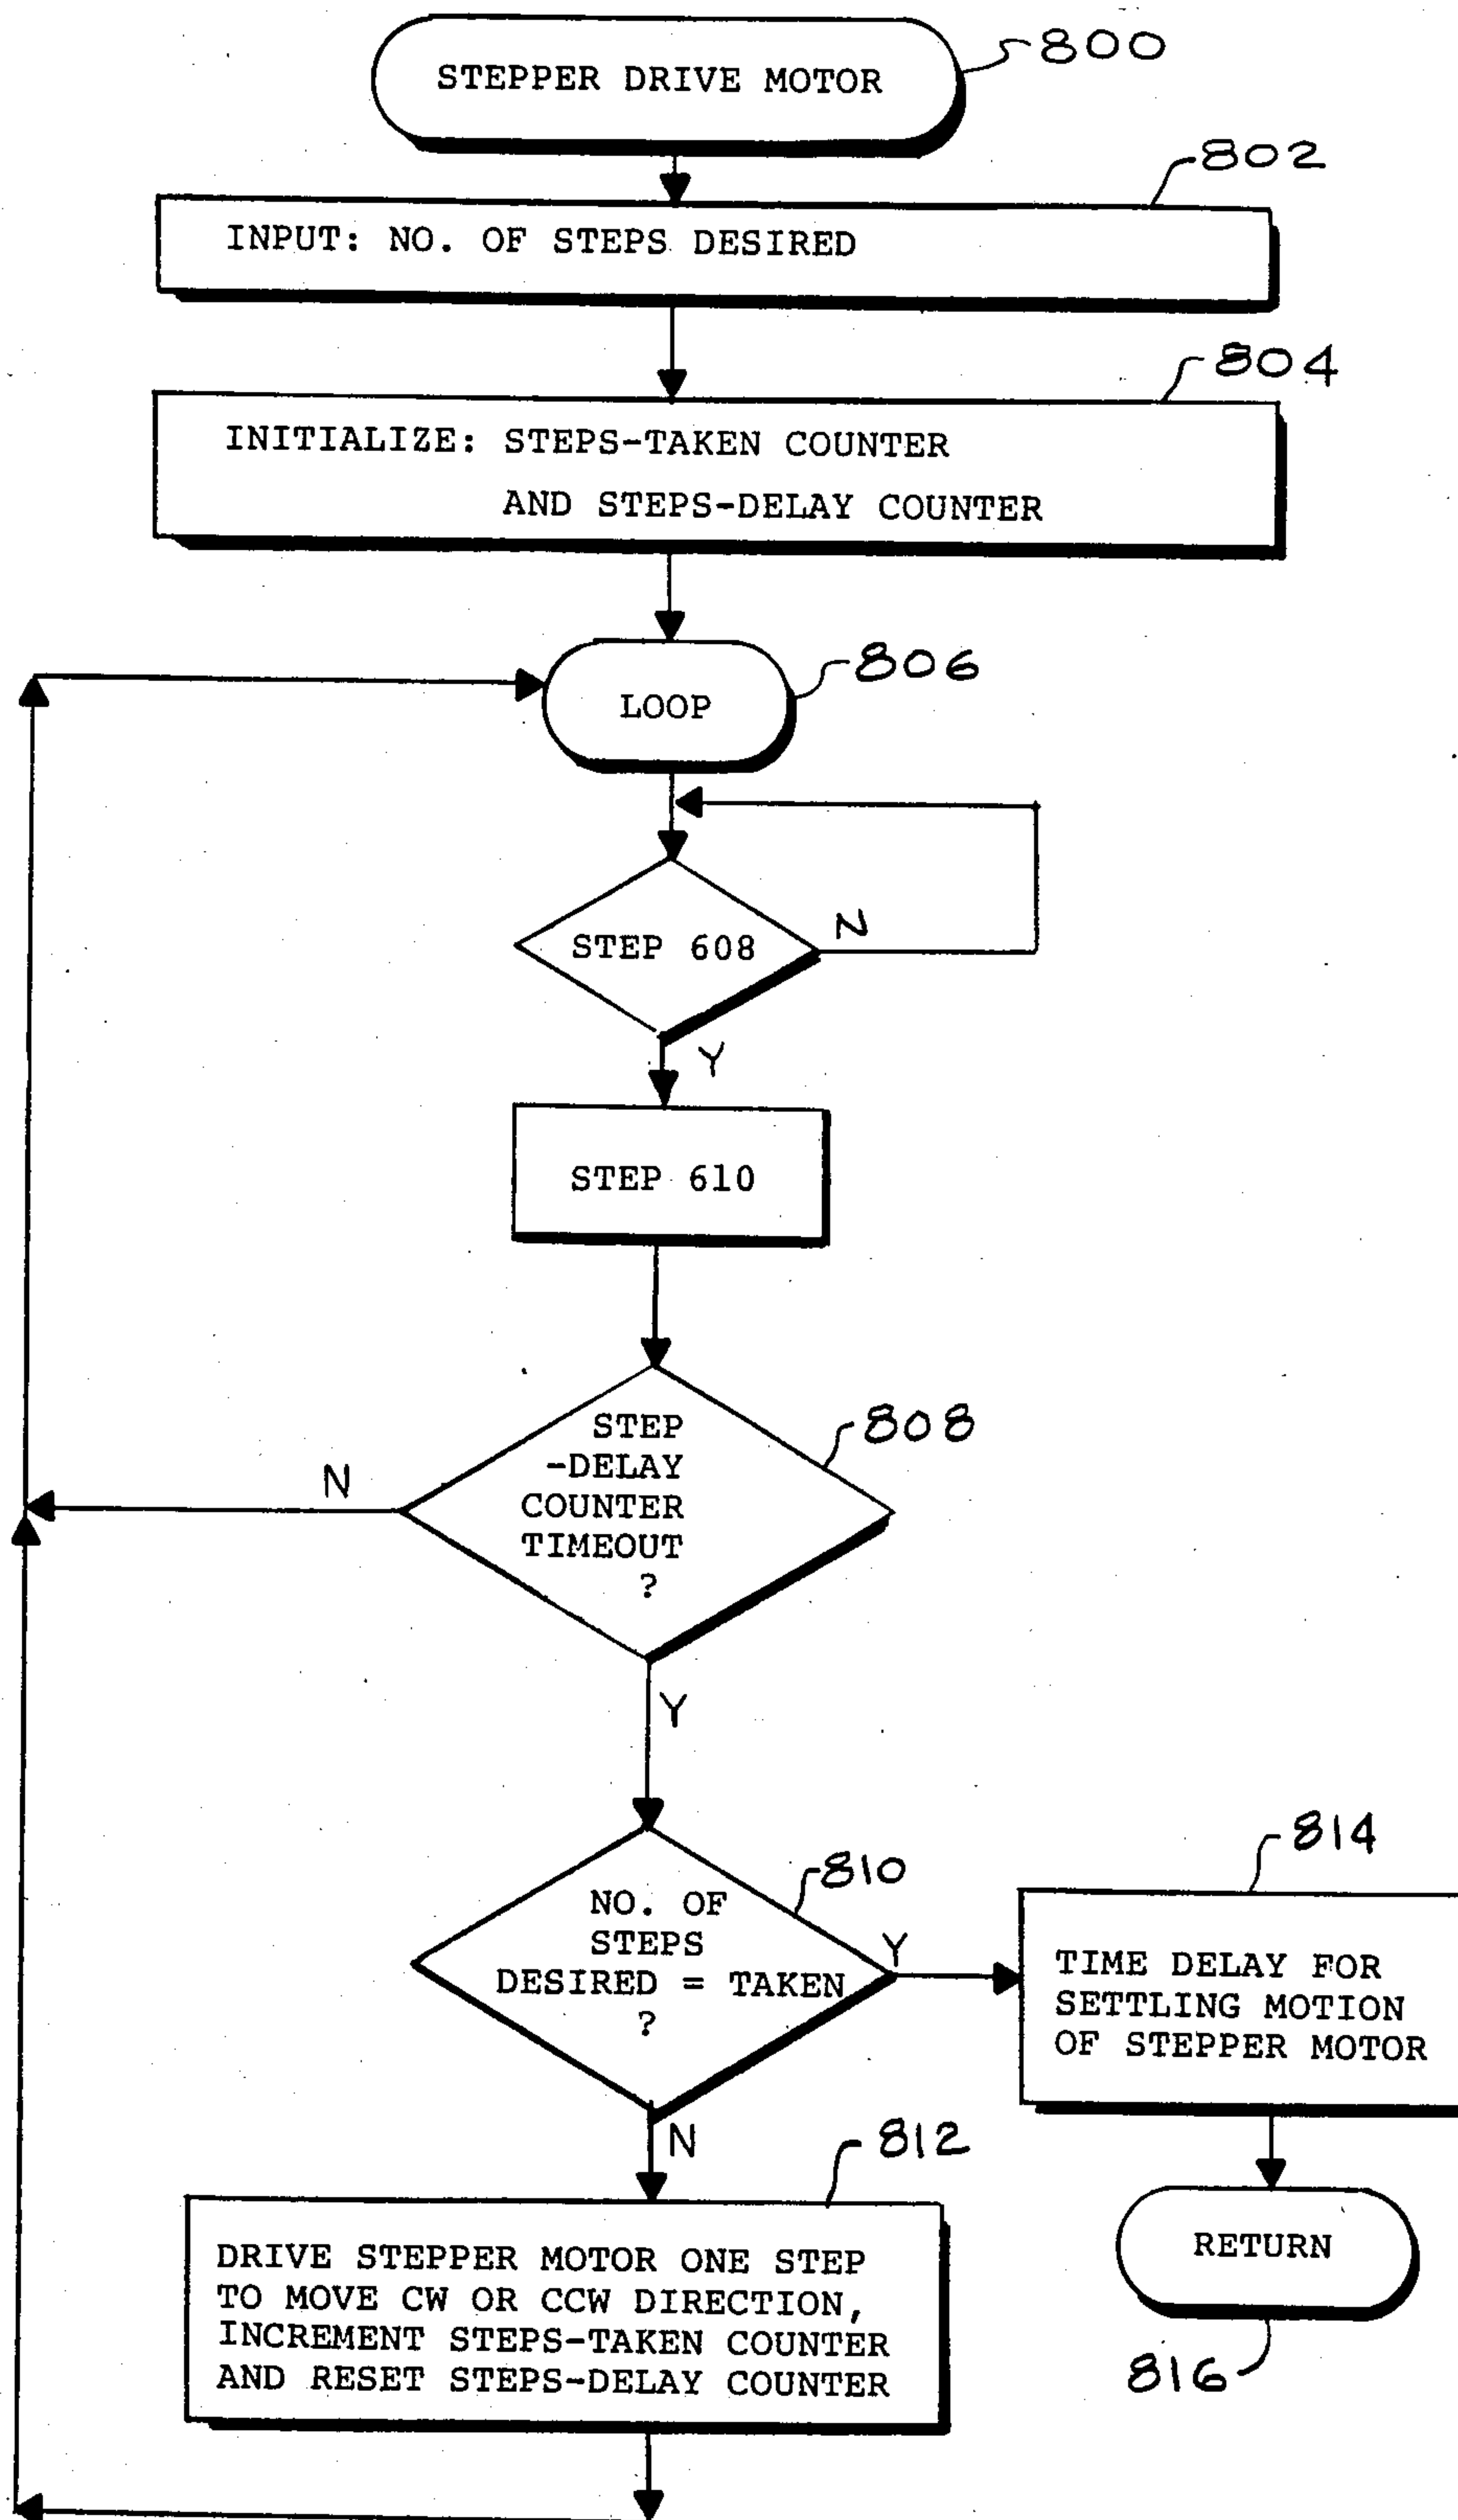 STEPPER DRIVE MOTOR
800
802
INPUT: NO. OF STEPS DESIRED
804
INITIALIZE: STEPS-TAKEN COUNTER
AND STEPS-DELAY COUNTER
806
LOOP
STEP 608
N
Y
STEP 610
808
STEP
-DELAY
COUNTER
TIMEOUT
?
N
Y
810
NO. OF
STEPS
DESIRED = TAKEN
?
Y
814
TIME DELAY FOR
SETTLING MOTION
OF STEPPER MOTOR
N
812
DRIVE STEPPER MOTOR ONE STEP
TO MOVE CW OR CCW DIRECTION,
INCREMENT STEPS-TAKEN COUNTER
AND RESET STEPS-DELAY COUNTER
RETURN
816